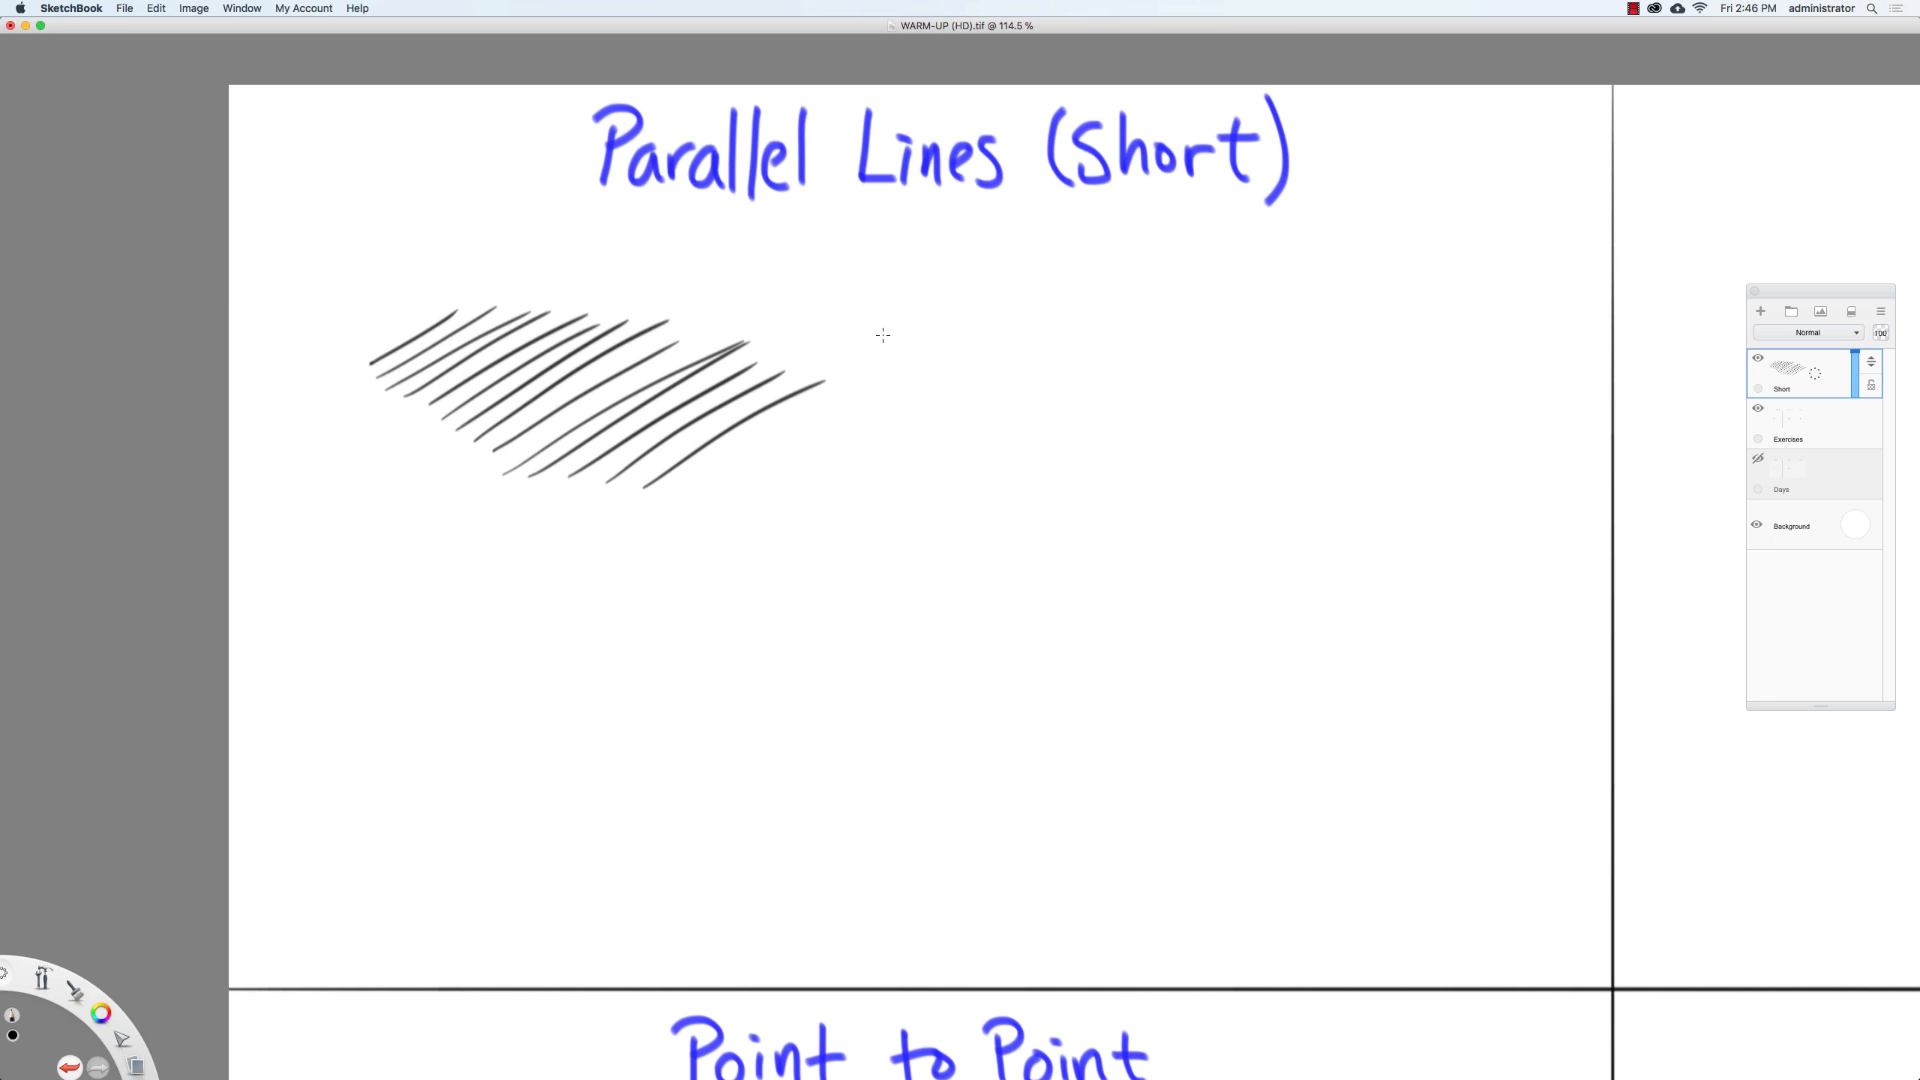 SketchBook File Edit Image Window My Account Help Fri 2:46 PM administrator
WARM-UP (HD).tif @ 114.5 %
Parallel Lines (Short)
Normal 100
Short
Exercises
Days
Background
Point to Point